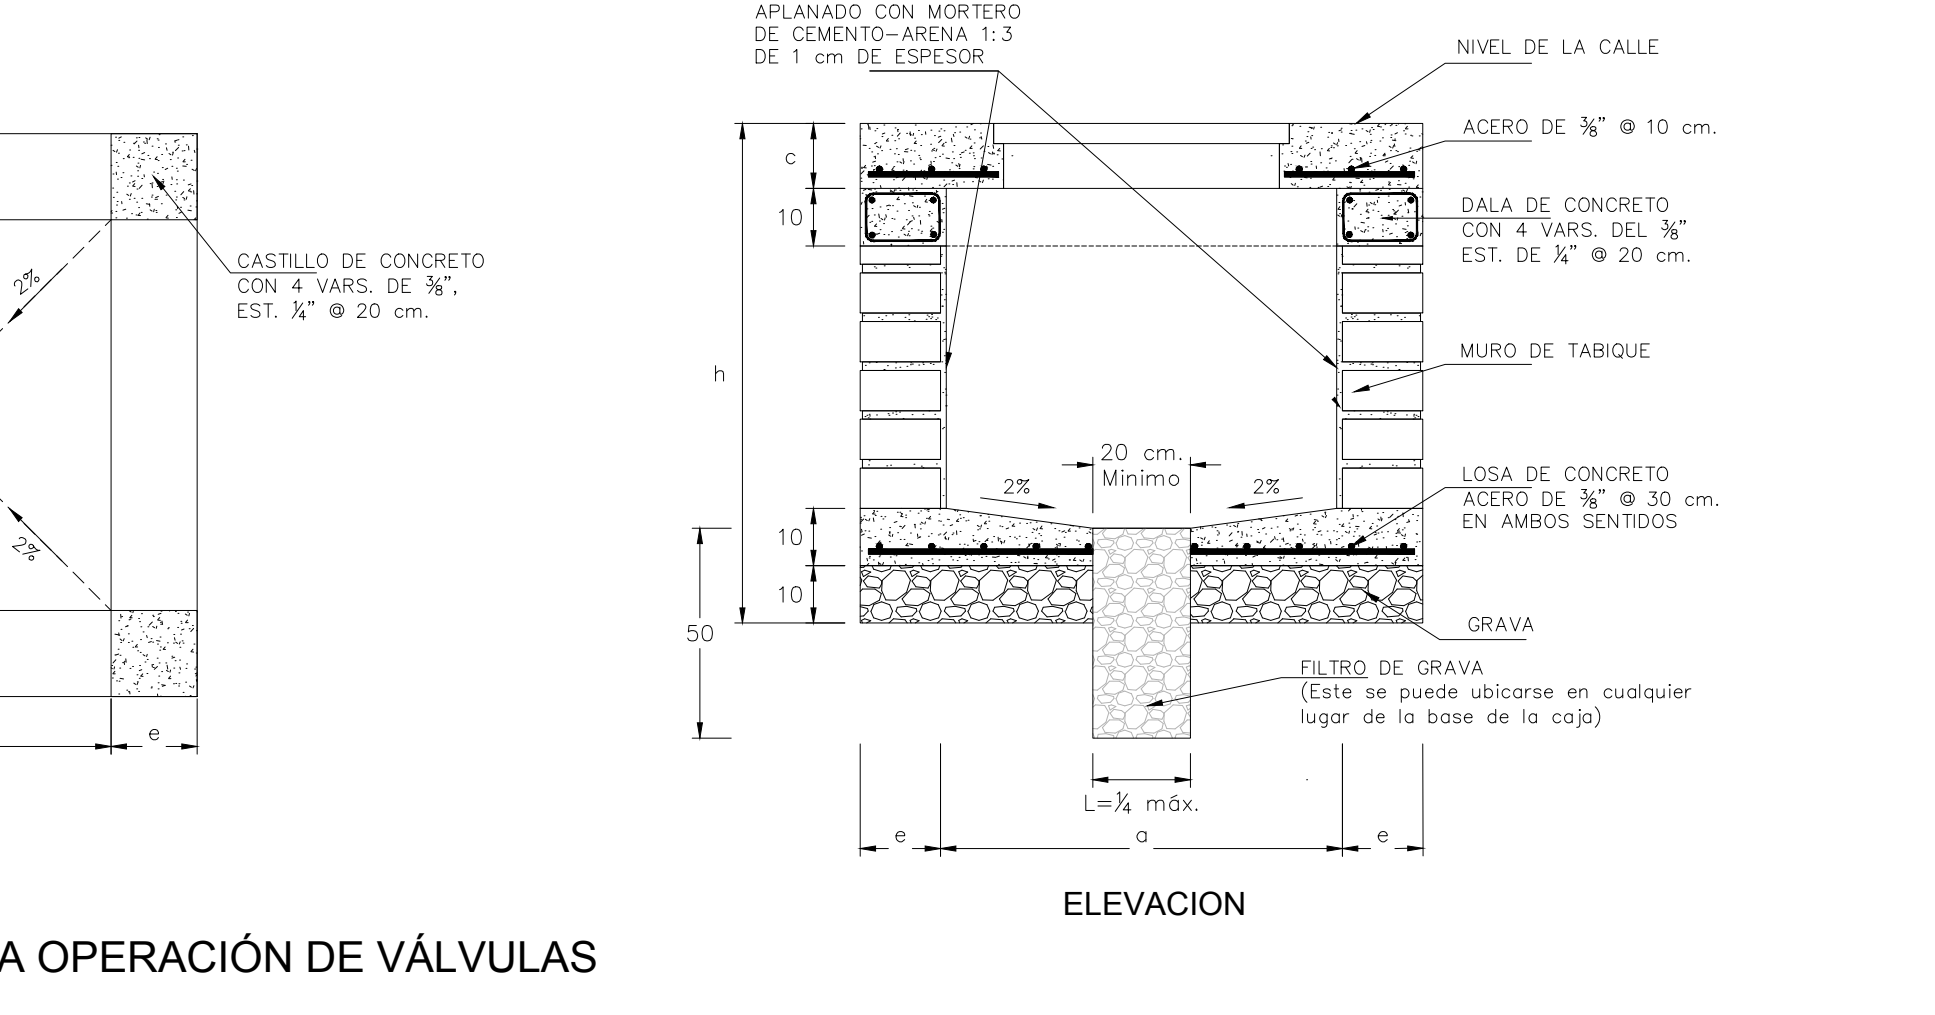 APLANADO CON MORTERO
DE CEMENTO-ARENA 1:3
DE 1 cm DE ESPESOR
NIVEL DE LA CALLE
ACERO DE ⅜" @ 10 cm.
c
10
DALA DE CONCRETO
CON 4 VARS. DEL ⅜"
EST. DE ¼" @ 20 cm.
2%
CASTILLO DE CONCRETO
CON 4 VARS. DE ⅜",
EST. ¼" @ 20 cm.
MURO DE TABIQUE
h
20 cm.
Minimo
2%
2%
LOSA DE CONCRETO
ACERO DE ⅜" @ 30 cm.
EN AMBOS SENTIDOS
2%
10
10
50
GRAVA
FILTRO DE GRAVA
(Este se puede ubicarse en cualquier
lugar de la base de la caja)
e
L=¼ máx.
e
a
e
ELEVACION
A OPERACIÓN DE VÁLVULAS